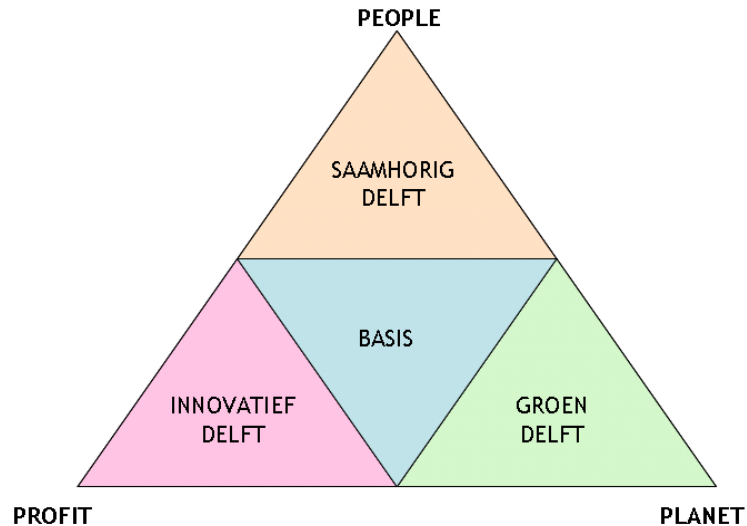 PEOPLE
SAAMHORIG
DELFT
BASIS
INNOVATIEF
DELFT
GROEN
DELFT
PROFIT
PLANET